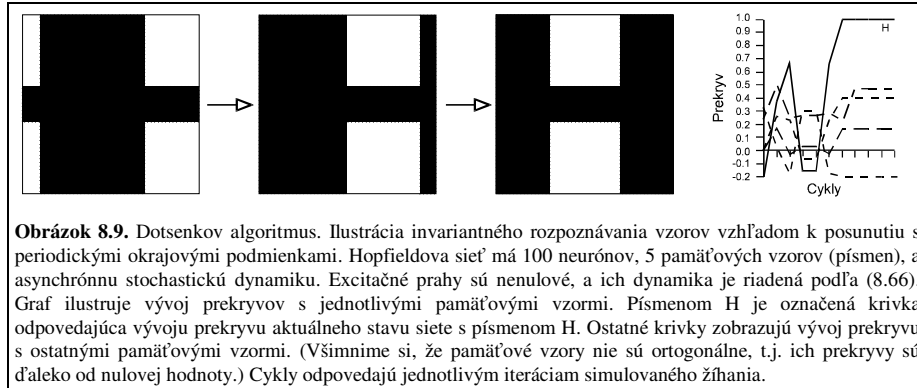 1.0
0.9
0.8
0.7
0.5
0.5
0.4
0.3
0.2
0.1
0.0
-0.1
-0.2
H
Prekryv
Cykly
Obrázok 8.9. Dotsenkov algoritmus. Ilustrácia invariantného rozpoznávania vzorov vzhľadom k posunutiu s
periodickými okrajovými podmienkami. Hopfieldova sieť má 100 neurónov, 5 pamäťových vzorov (písmen), a
asynchrónnu stochastickú dynamiku. Excitačné prahy sú nenulové, a ich dynamika je riadená podľa (8.66).
Graf ilustruje vývoj prekryvov s jednotlivými pamäťovými vzormi. Písmenom H je označená krivka
odpovedajúca vývoju prekryvu aktuálneho stavu siete s písmenom H. Ostatné krivky zobrazujú vývoj prekryvu
s ostatnými pamäťovými vzormi. (Všimnime si, že pamäťové vzory nie sú ortogonálne, t.j. ich prekryvy sú
ďaleko od nulovej hodnoty.) Cykly odpovedajú jednotlivým iteráciam simulovaného žíhania.